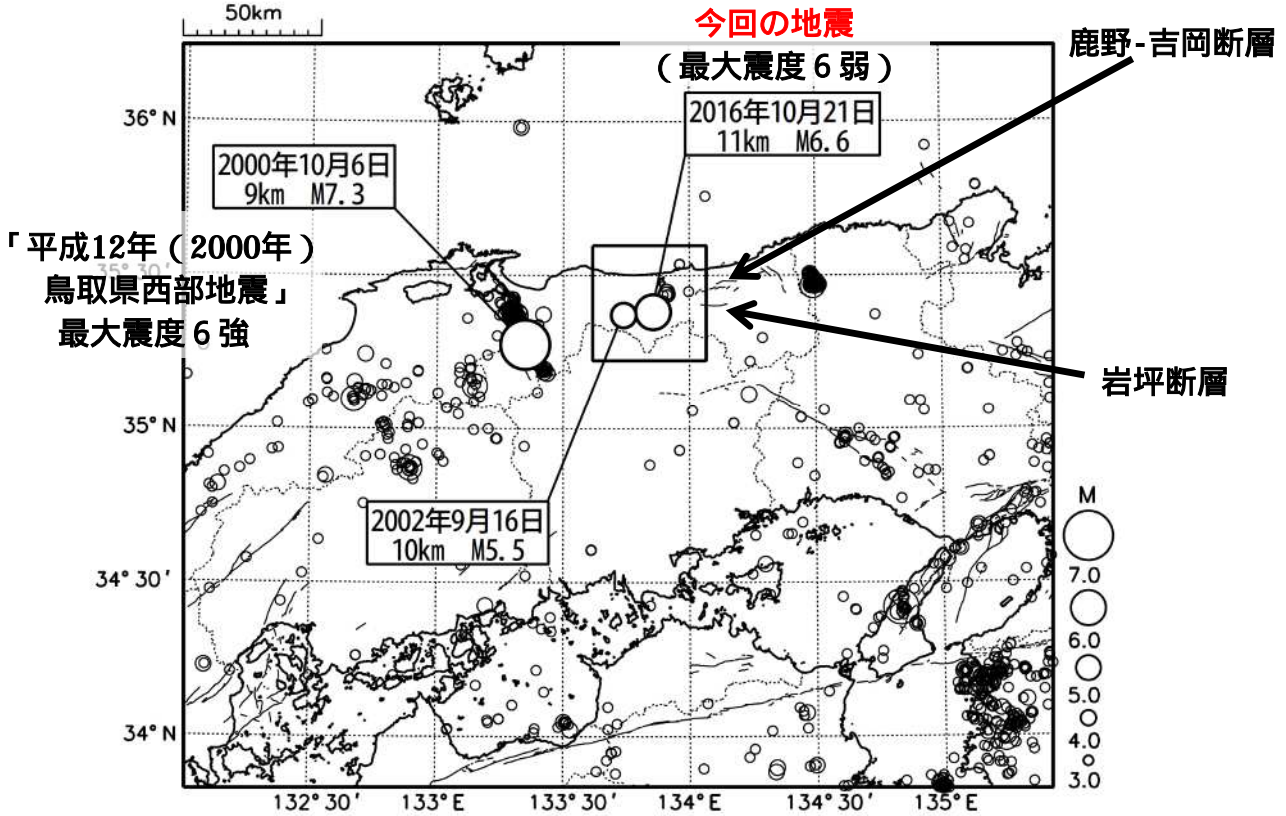 50km
今回の地震
(最大震度6弱)
鹿野-吉岡断層
36°N
2016年10月21日
11km M6.6
2000年10月6日
9km M7.3
「平成12年(2000年)
35°30'
鳥取県西部地震」
最大震度6強
岩坪断層
35°N
2002年9月16日
10km M5.5
34°30'
34°N
M
7.0
6.0
5.0
4.0
3.0
132°30'
133°E
133°30'
134°E
134°30'
135°E